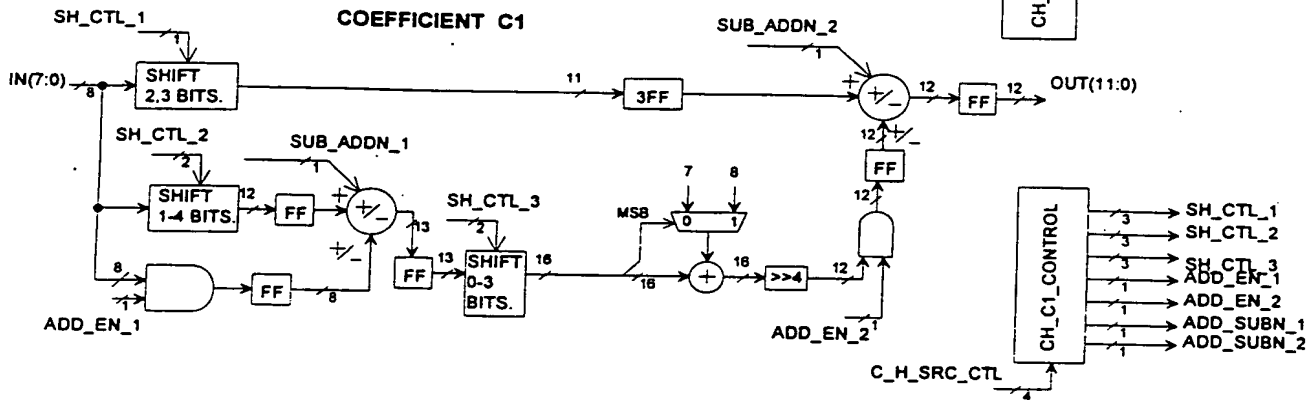 COEFFICIENT C1
CH_
SH_CTL_1
1
SUB_ADDN_2
1
IN(7:0)
8
SHIFT
2,3 BITS.
11
3FF
+
+/-
12
FF
12
OUT(11:0)
+/-
12
FF
12
SH_CTL_2
2
SUB_ADDN_1
1
SHIFT
1-4 BITS.
12
FF
+
+/-
13
+/-
SH_CTL_3
2
7
8
MSB
0
1
8
1
ADD_EN_1
FF
8
FF
13
SHIFT
0-3
BITS.
16
16
+
16
>>4
12
ADD_EN_2
1
CH_C1_CONTROL
3
SH_CTL_1
3
SH_CTL_2
3
SH_CTL_3
1
ADD_EN_1
1
ADD_EN_2
1
ADD_SUBN_1
1
ADD_SUBN_2
C_H_SRC_CTL
4